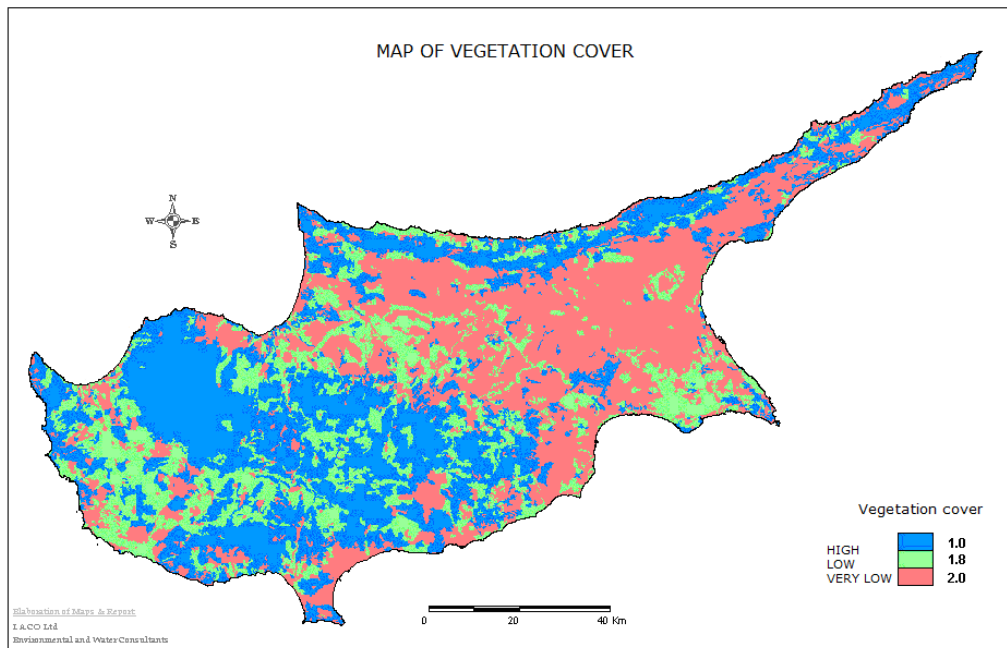 MAP OF VEGETATION COVER
N
W E
S
Vegetation cover
HIGH 1.0
LOW 1.8
VERY LOW 2.0
0 20 40 Km
Elaboration of Maps & Report
I.A.CO Ltd
Environmental and Water Consultants